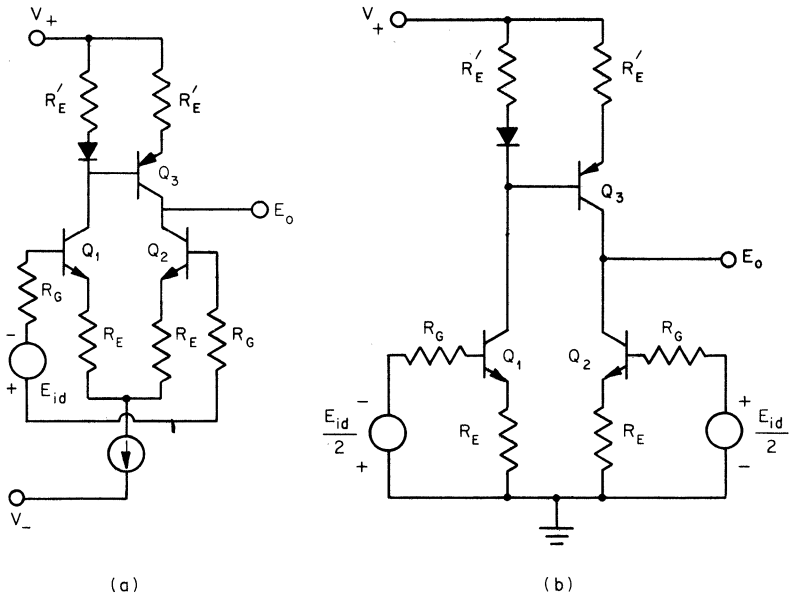 V+
R'E
R'E
Q3
Eo
Q1
Q2
RG
RE
RE
RG
-
+
Eid
V-
(a)
V+
R'E
R'E
Q3
Eo
RG
Q1
Q2
RG
-
Eid/2
+
RE
RE
+
Eid/2
-
(b)